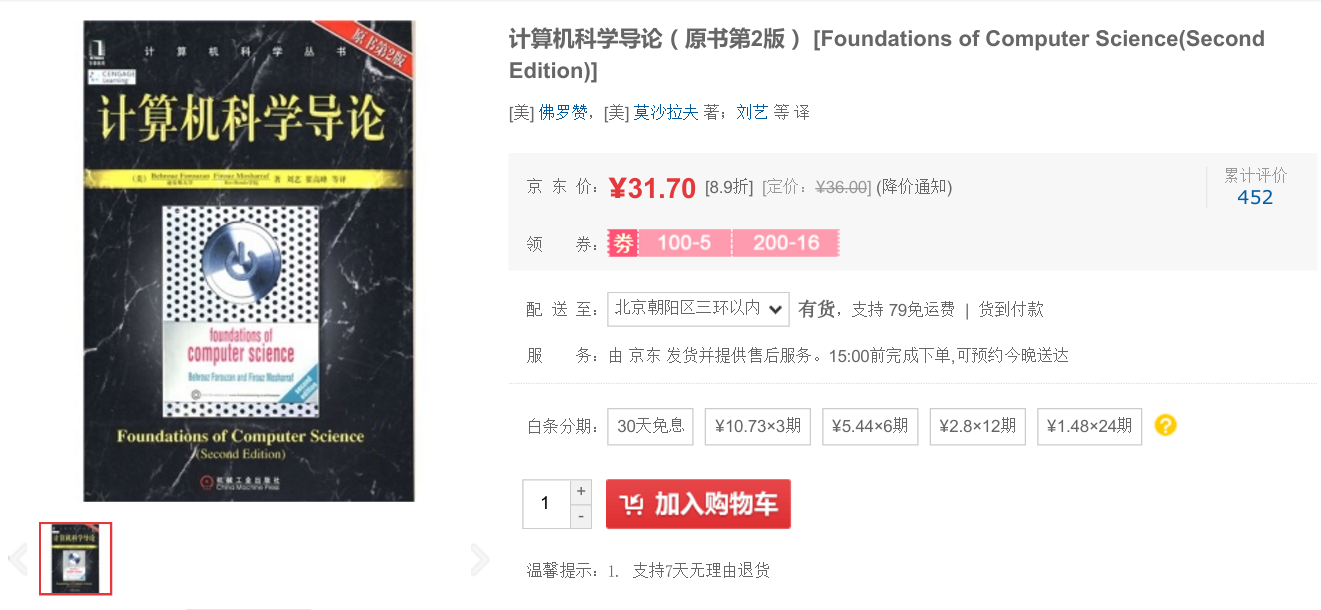 原书第2版
计 算 机 科 学 丛 书
CENGAGE
Learning
计算机科学导论
(美) Behrouz Forouzan Firouz Mosharraf 著 刘艺 瞿高峰 等译
foundations of
computer science
Behrouz Forouzan and Firouz Mosharraf
second
edition
Foundations of Computer Science
(Second Edition)
机械工业出版社
China Machine Press
计算机科学导论（原书第2版） [Foundations of Computer Science(Second
Edition)]
[美] 佛罗赞，[美] 莫沙拉夫 著；刘艺 等 译
京 东 价： ¥31.70 [8.9折] [定价：¥36.00] (降价通知)
累计评价
452
领 券： 券 100-5 200-16
配 送 至： 北京朝阳区三环以内 有货，支持 79免运费 | 货到付款
服 务： 由 京东 发货并提供售后服务。15:00前完成下单,可预约今晚送达
白条分期： 30天免息 ¥10.73×3期 ¥5.44×6期 ¥2.8×12期 ¥1.48×24期 ?
1 + - 加入购物车
温馨提示： 1. 支持7天无理由退货